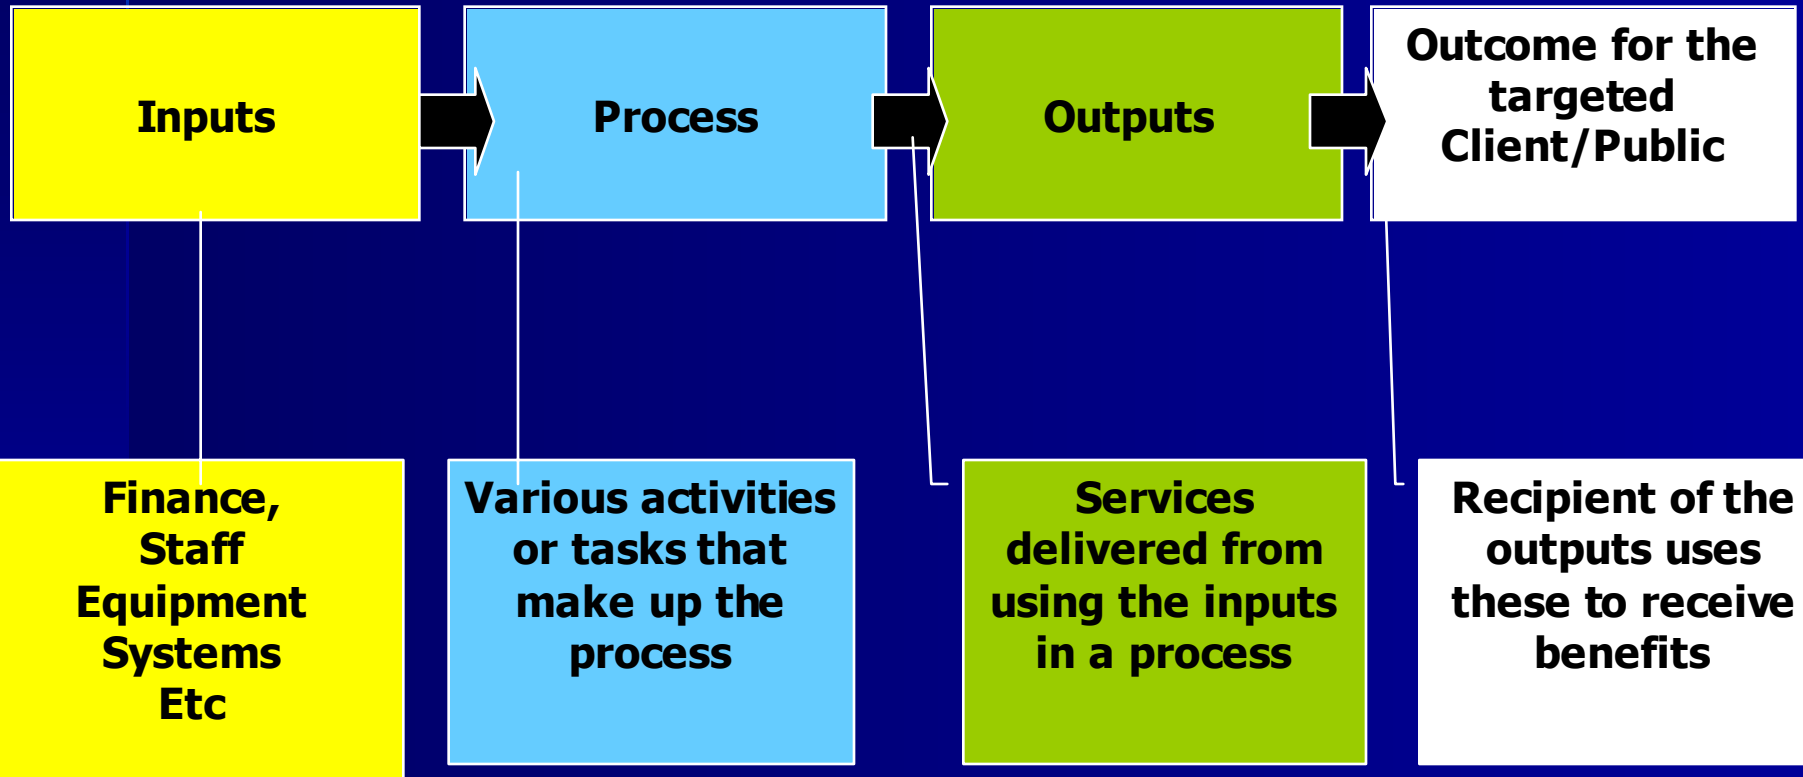 Inputs
Process
Outputs
Outcome for the
targeted
Client/Public
Finance,
Staff
Equipment
Systems
Etc
Various activities
or tasks that
make up the
process
Services
delivered from
using the inputs
in a process
Recipient of the
outputs uses
these to receive
benefits